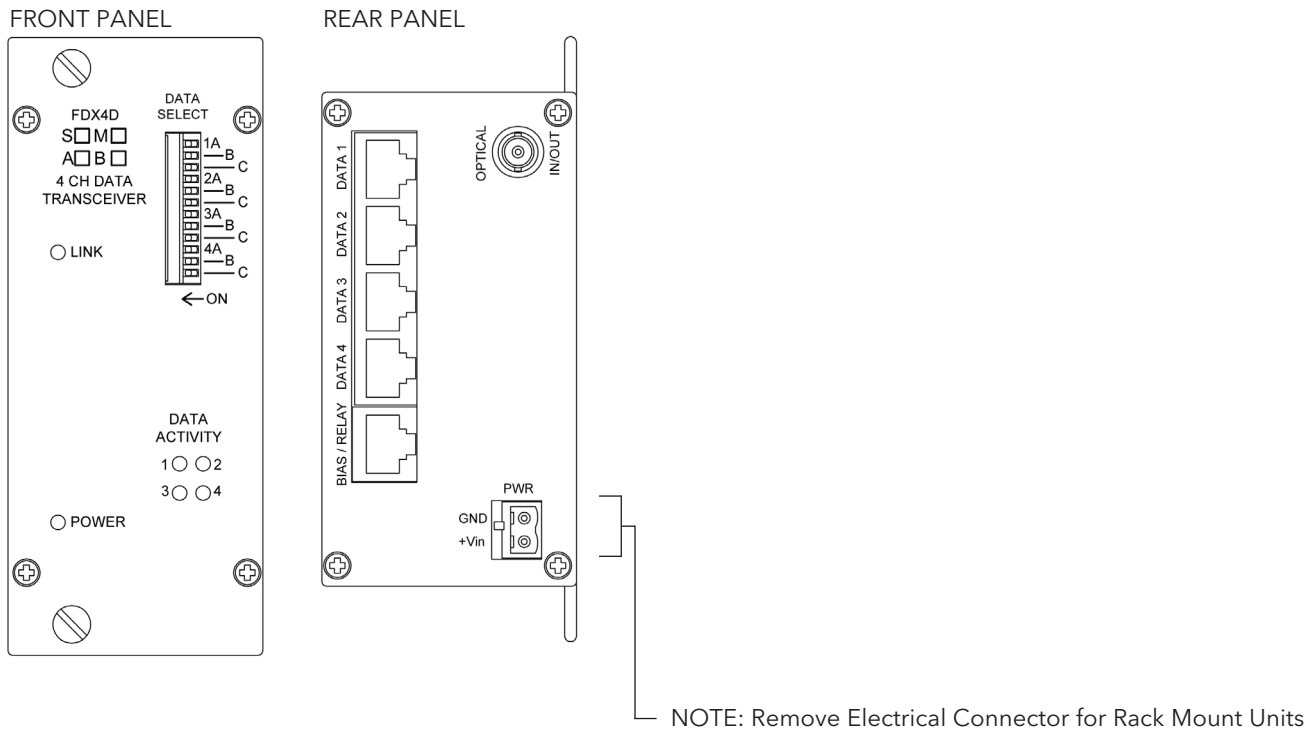 FRONT PANEL
REAR PANEL
FDX4D
S M
A B
4 CH DATA
TRANSCEIVER
LINK
DATA
SELECT
1A
B
C
2A
B
C
3A
B
C
4A
B
C
ON
DATA
ACTIVITY
1 2
3 4
POWER
DATA 1
DATA 2
DATA 3
DATA 4
BIAS / RELAY
OPTICAL
IN/OUT
PWR
GND
+Vin
NOTE: Remove Electrical Connector for Rack Mount Units